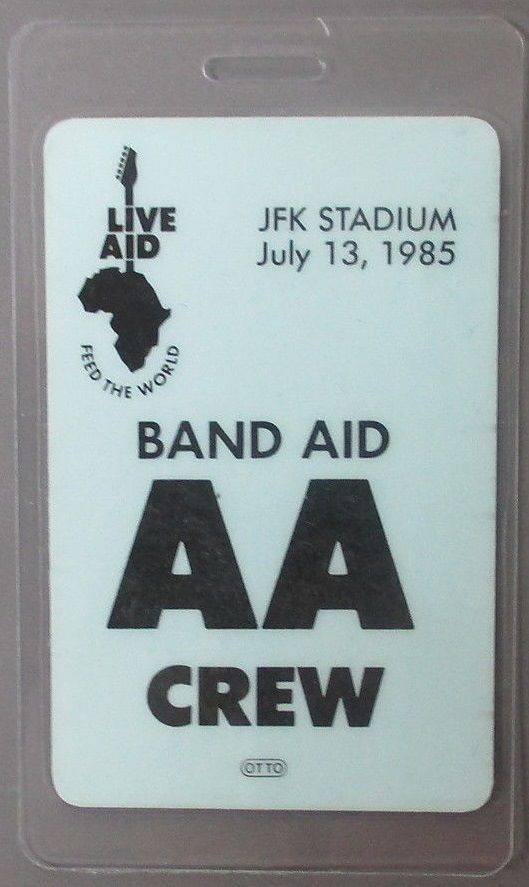 LIVE
AID
FEED THE WORLD
JFK STADIUM
July 13, 1985
BAND AID
AA
CREW
OTTO